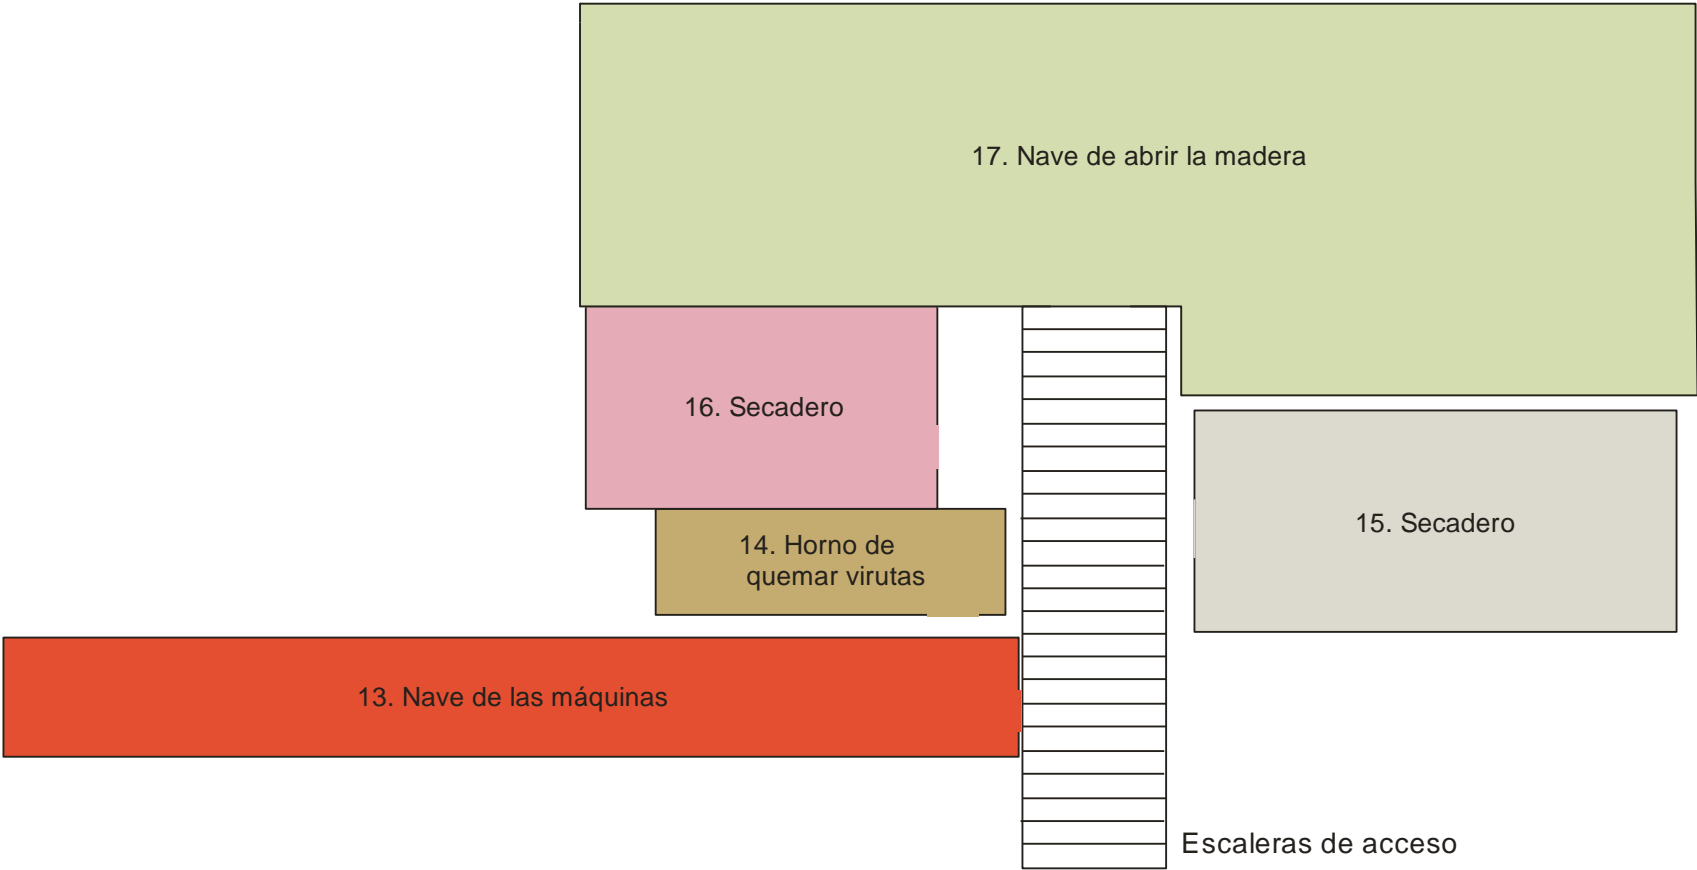 17. Nave de abrir la madera
16. Secadero
15. Secadero
14. Horno de
quemar virutas
13. Nave de las máquinas
Escaleras de acceso